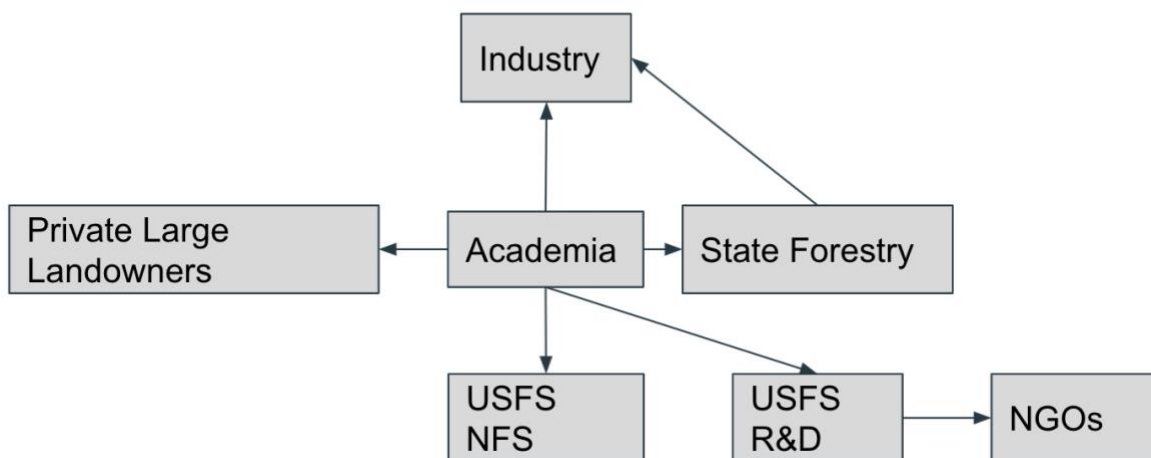 Industry
Private Large
Landowners
Academia
State Forestry
USFS
NFS
USFS
R&D
NGOs